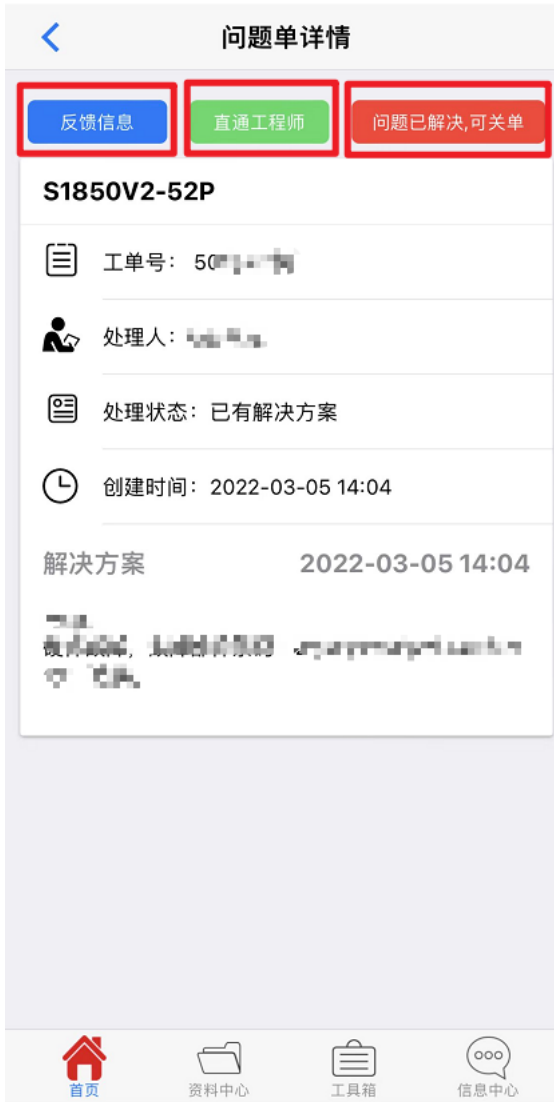 问题单详情
反馈信息
直通工程师
问题已解决,可关单
S1850V2-52P
工单号： 50
处理人：
处理状态：已有解决方案
创建时间：2022-03-05 14:04
解决方案
2022-03-05 14:04
首页
资料中心
工具箱
信息中心